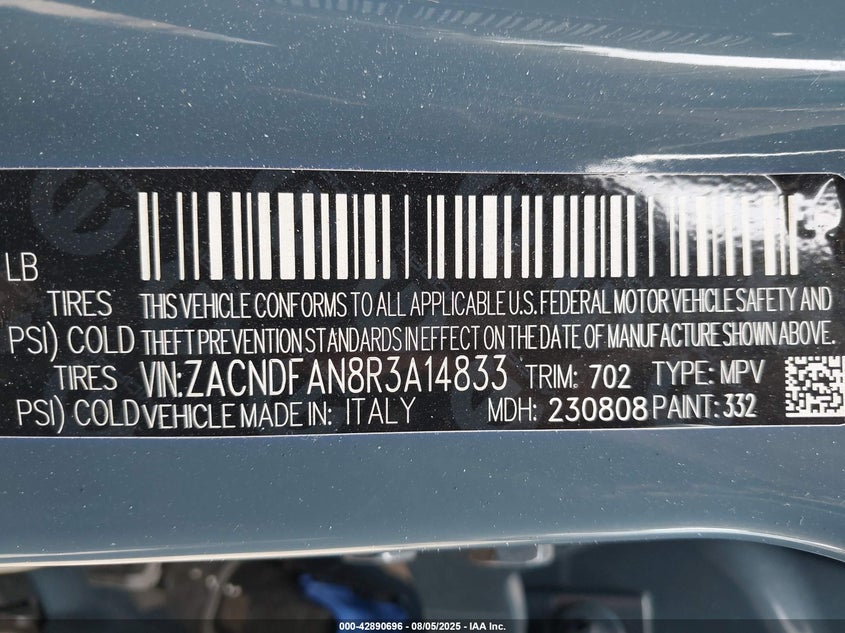 LB
TIRES THIS VEHICLE CONFORMS TO ALL APPLICABLE U.S. FEDERAL MOTOR VEHICLE SAFETY AND
PSI) COLD THEFT PREVENTION STANDARDS IN EFFECT ON THE DATE OF MANUFACTURE SHOWN ABOVE.
TIRES VIN:ZACNDFAN8R3A14833 TRIM: 702 TYPE: MPV
PSI) COLD VEHICLE MADE IN: ITALY MDH: 230808 PAINT: 332
000-42890696 - 08/05/2025 - IAA Inc.